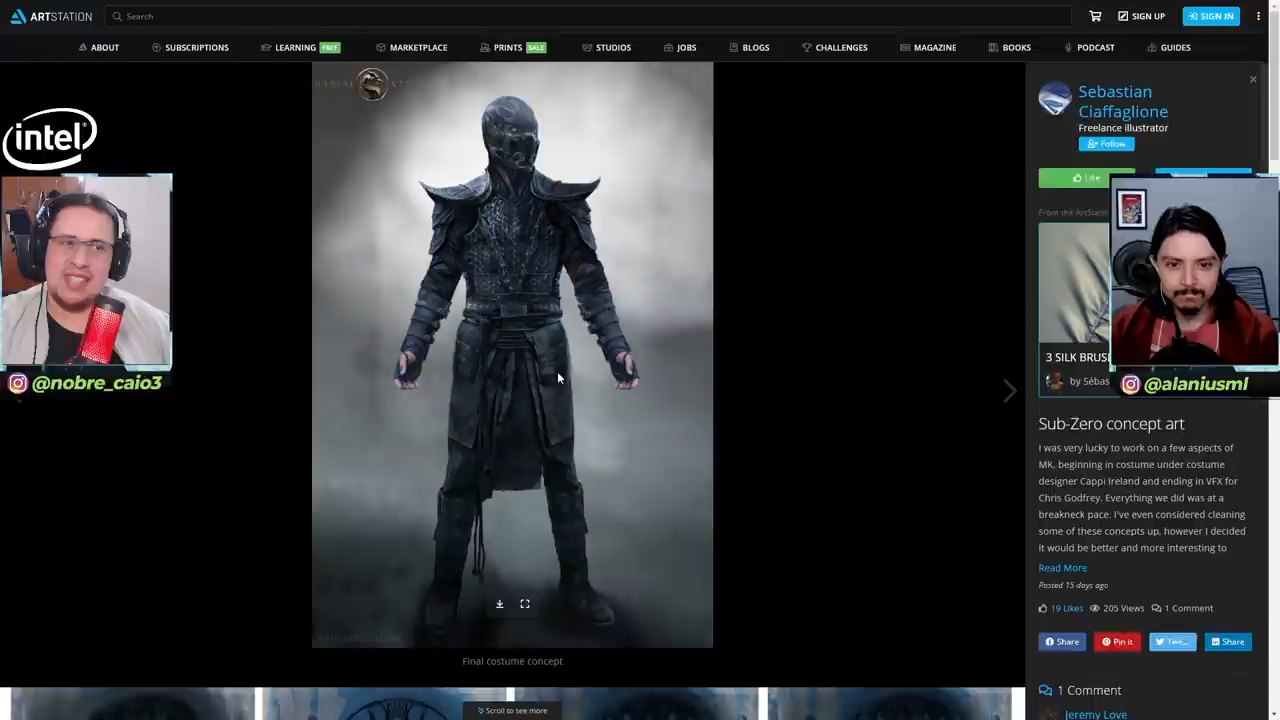 ARTSTATION
Search
SIGN UP
SIGN IN
ABOUT
SUBSCRIPTIONS
LEARNING FREE
MARKETPLACE
PRINTS SALE
STUDIOS
JOBS
BLOGS
CHALLENGES
MAGAZINE
BOOKS
PODCAST
GUIDES
intel
@nobre_caio3
Final costume concept
Scroll to see more
Sebastian
Ciaffaglione
Freelance illustrator
Follow
Like
From the ArtStati
3 SILK BRUS
by Sébas
@alaniusml
Sub-Zero concept art
I was very lucky to work on a few aspects of
MK, beginning in costume under costume
designer Cappi Ireland and ending in VFX for
Chris Godfrey. Everything we did was at a
breakneck pace. I've even considered cleaning
some of these concepts up, however I decided
it would be better and more interesting to
Read More
Posted 15 days ago
19 Likes 205 Views 1 Comment
Share Pin it Twe... Share
1 Comment
Jeremy Love